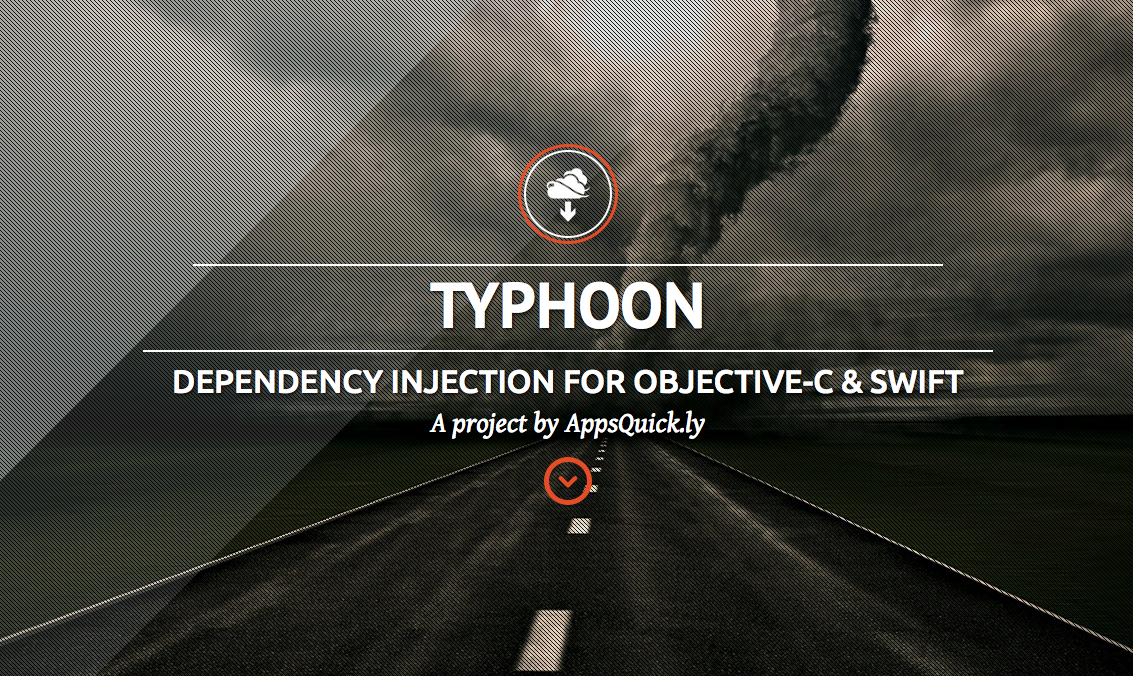 TYPHOON
DEPENDENCY INJECTION FOR OBJECTIVE-C & SWIFT
A project by AppsQuick.ly